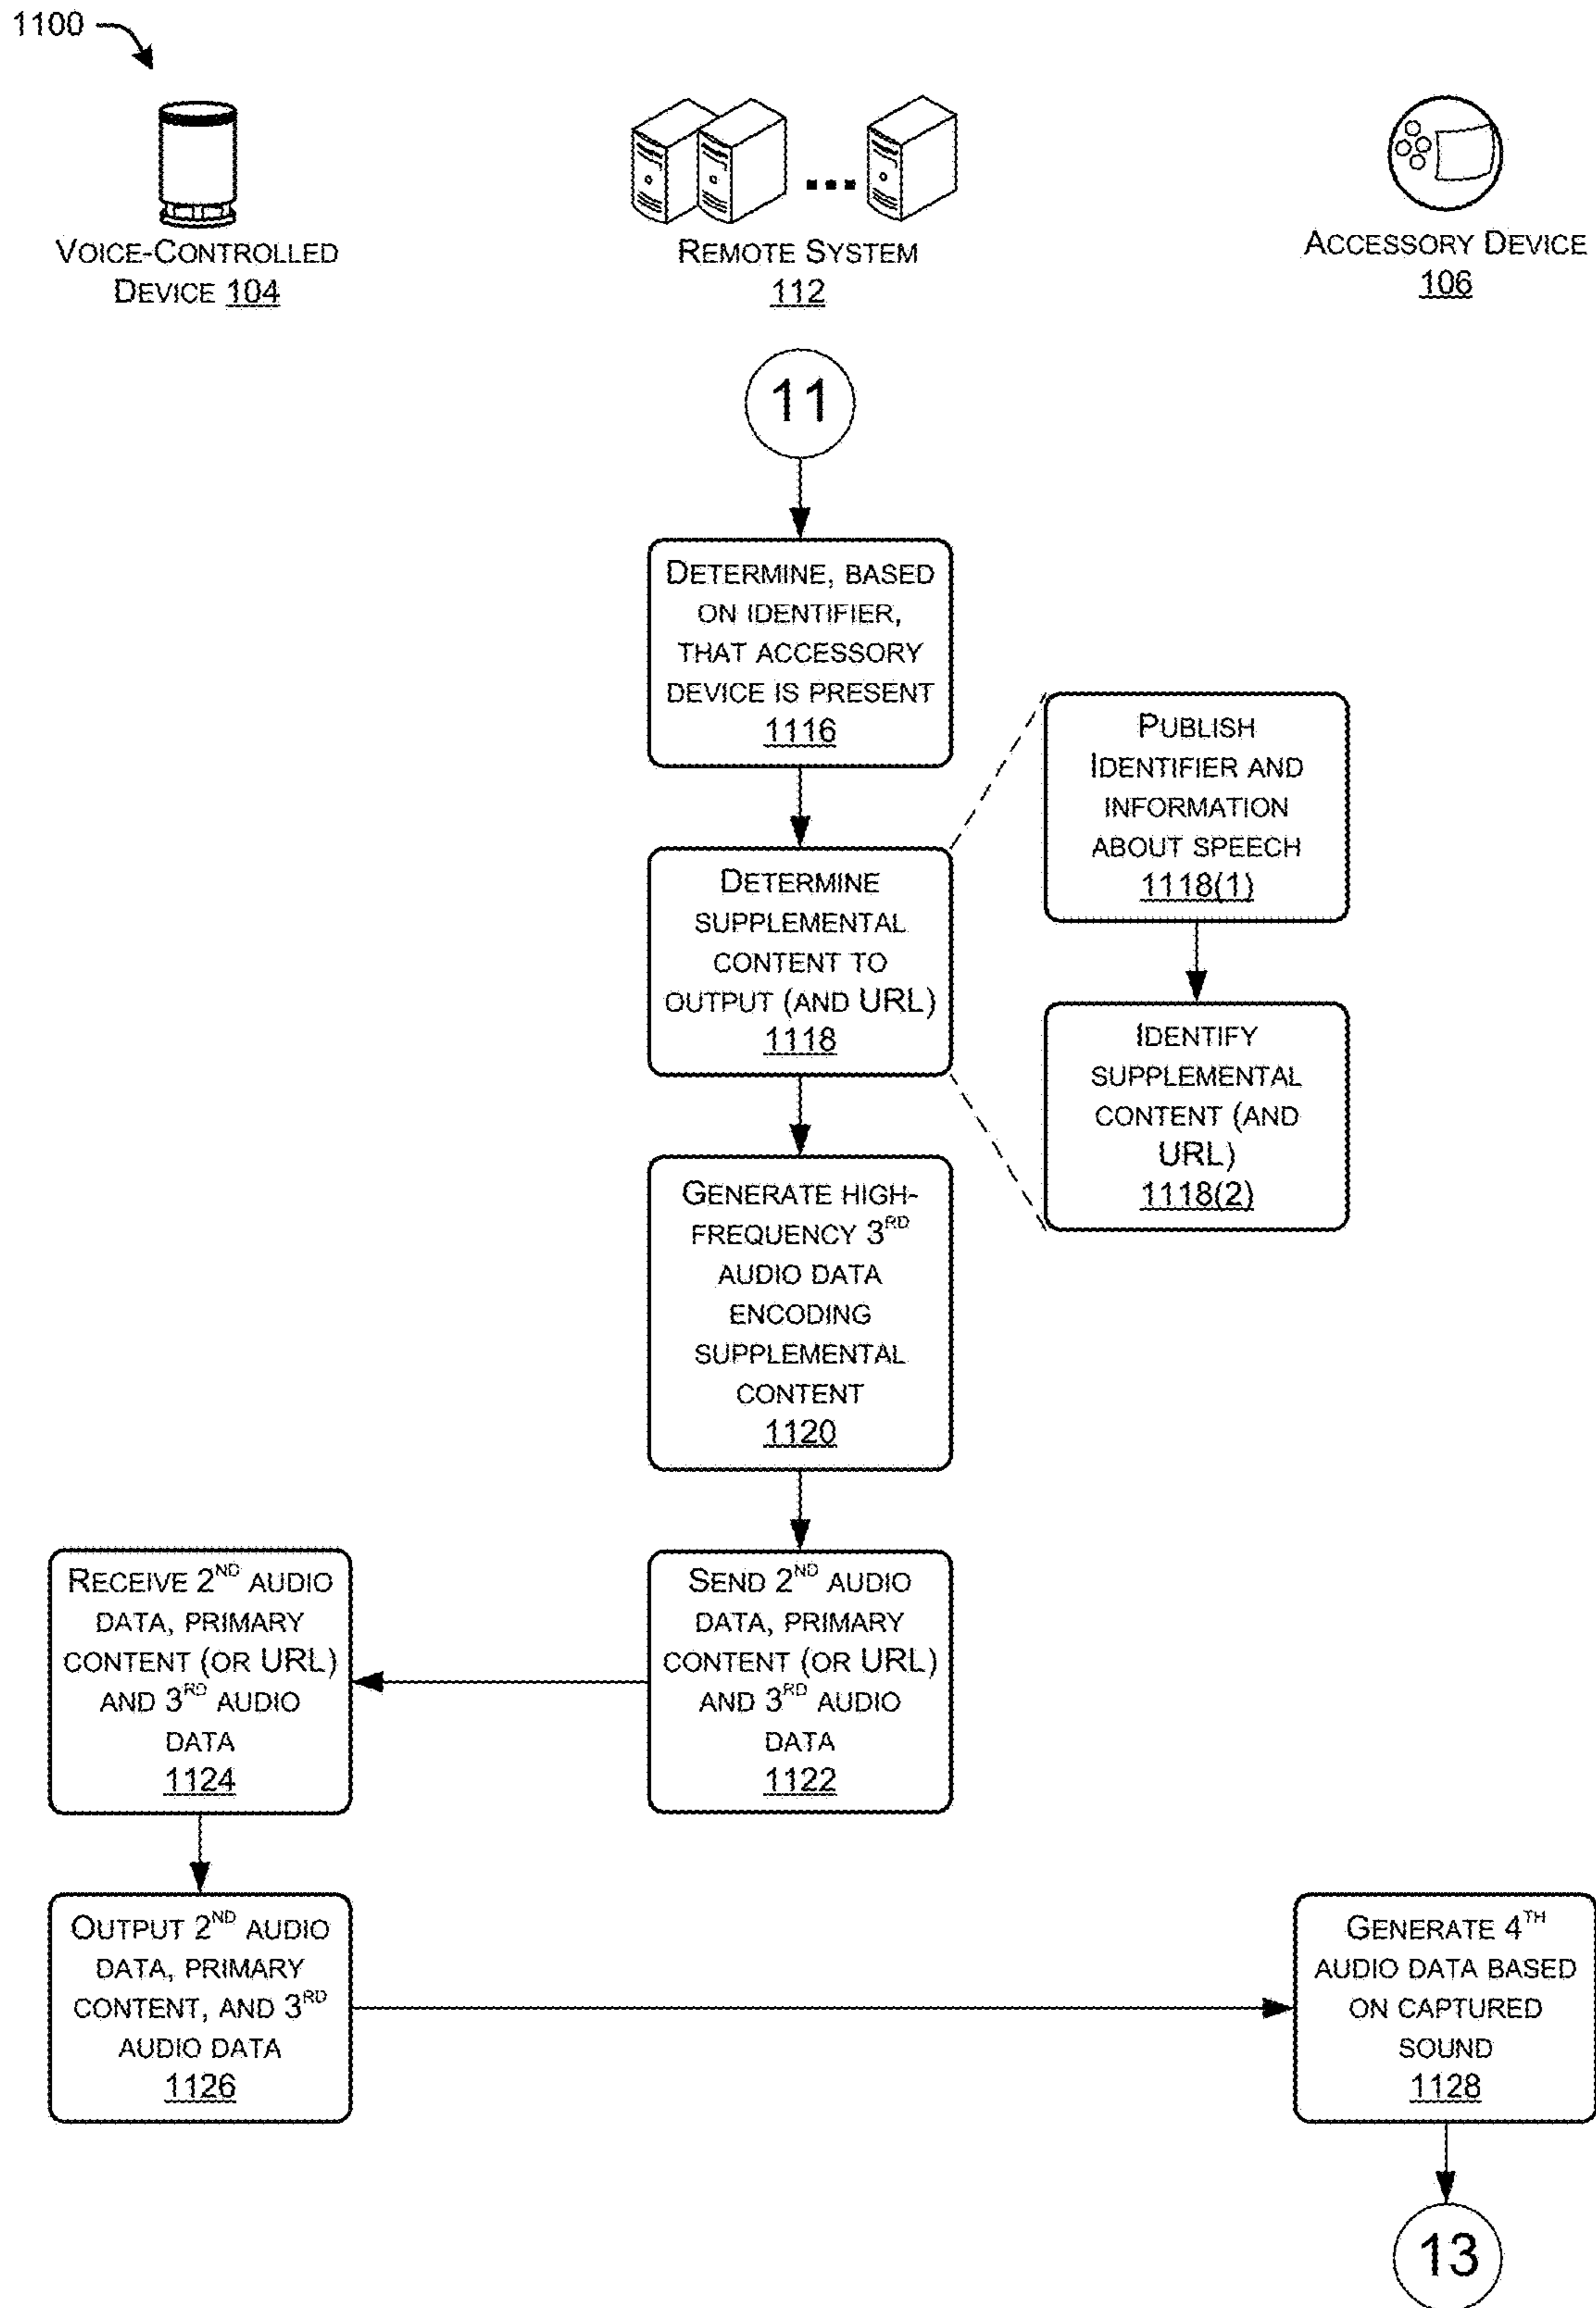 1100
VOICE-CONTROLLED
DEVICE 104
REMOTE SYSTEM
112
ACCESSORY DEVICE
106
11
DETERMINE, BASED
ON IDENTIFIER,
THAT ACCESSORY
DEVICE IS PRESENT
1116
PUBLISH
IDENTIFIER AND
INFORMATION
ABOUT SPEECH
1118(1)
DETERMINE
SUPPLEMENTAL
CONTENT TO
OUTPUT (AND URL)
1118
IDENTIFY
SUPPLEMENTAL
CONTENT (AND
URL)
1118(2)
GENERATE HIGH-
FREQUENCY 3RD
AUDIO DATA
ENCODING
SUPPLEMENTAL
CONTENT
1120
SEND 2ND AUDIO
DATA, PRIMARY
CONTENT (OR URL)
AND 3RD AUDIO
DATA
1122
RECEIVE 2ND AUDIO
DATA, PRIMARY
CONTENT (OR URL)
AND 3RD AUDIO
DATA
1124
OUTPUT 2ND AUDIO
DATA, PRIMARY
CONTENT, AND 3RD
AUDIO DATA
1126
GENERATE 4TH
AUDIO DATA BASED
ON CAPTURED
SOUND
1128
13